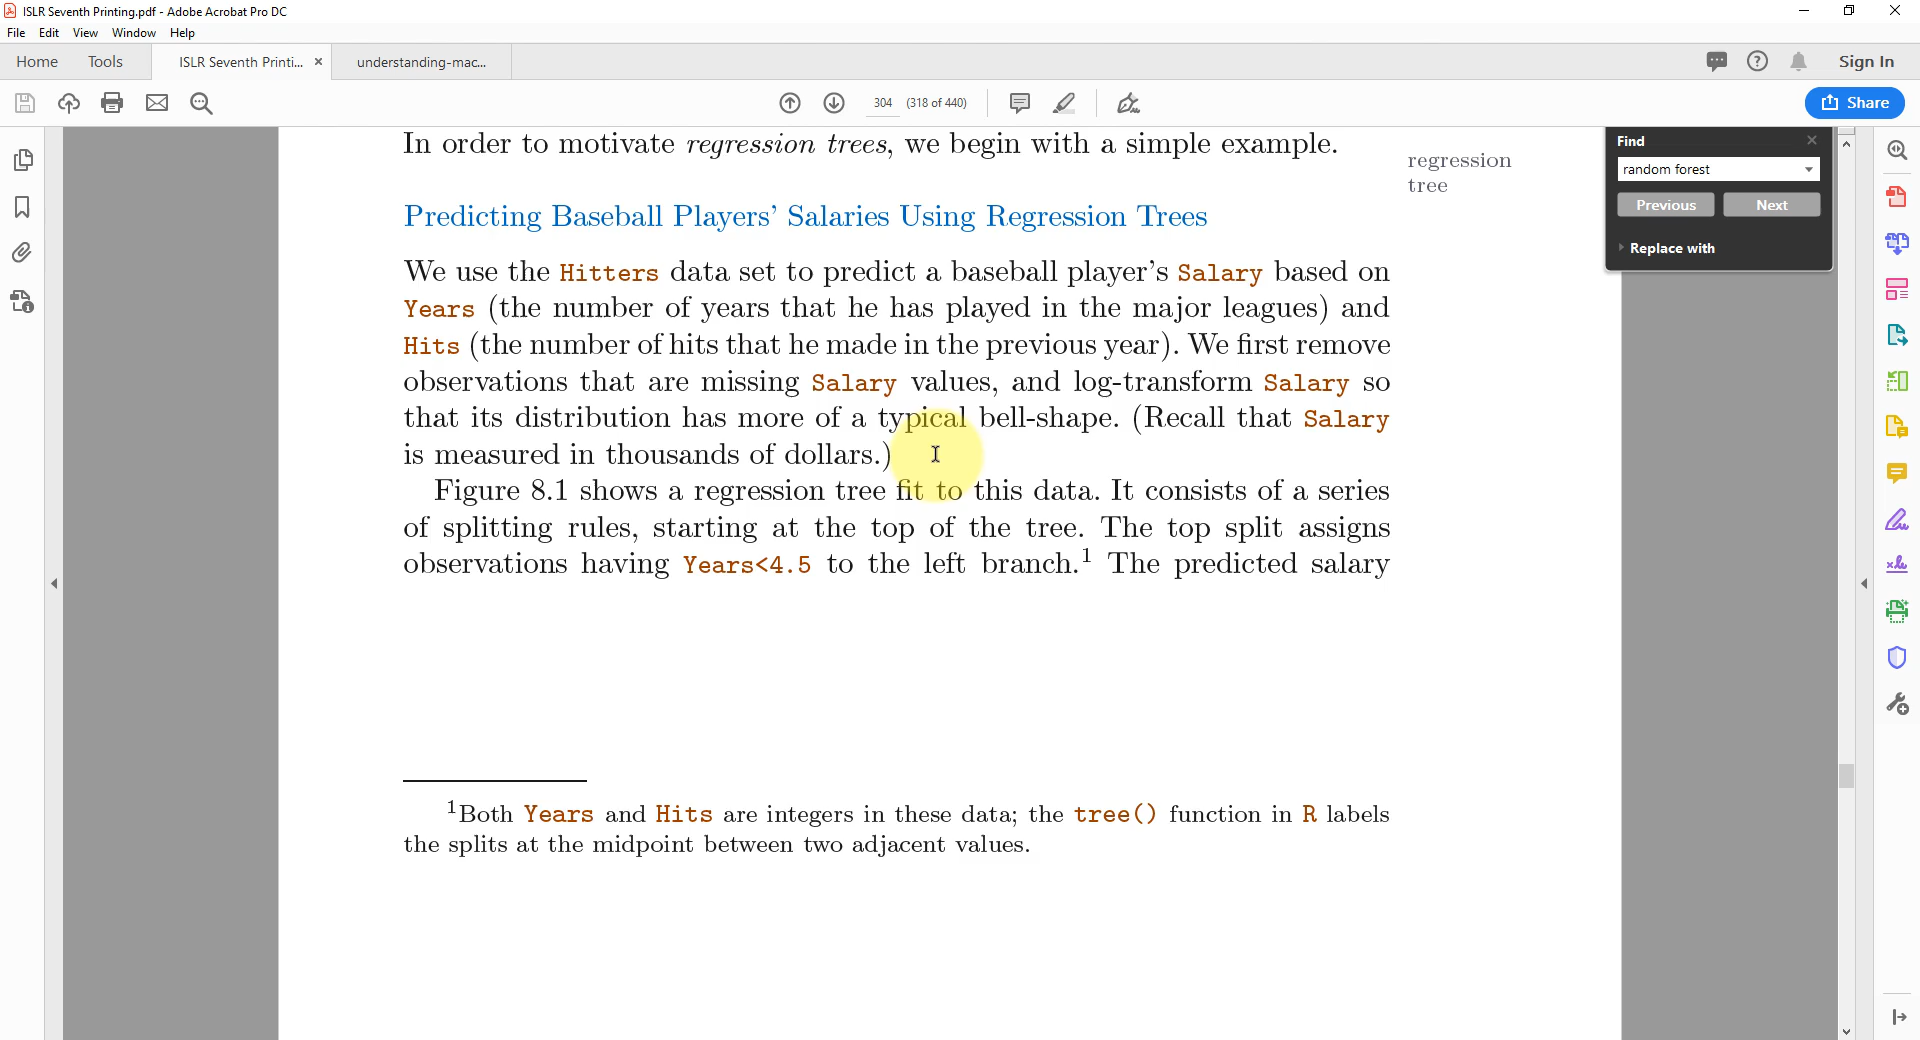 ISLR Seventh Printing.pdf - Adobe Acrobat Pro DC
File Edit View Window Help
Home Tools ISLR Seventh Printi... × understanding-mac... Sign In
304 (318 of 440) Share
In order to motivate regression trees, we begin with a simple example.
regression
tree
Find
random forest
Previous Next
Replace with
Predicting Baseball Players' Salaries Using Regression Trees
We use the Hitters data set to predict a baseball player's Salary based on
Years (the number of years that he has played in the major leagues) and
Hits (the number of hits that he made in the previous year). We first remove
observations that are missing Salary values, and log-transform Salary so
that its distribution has more of a typical bell-shape. (Recall that Salary
is measured in thousands of dollars.)
Figure 8.1 shows a regression tree fit to this data. It consists of a series
of splitting rules, starting at the top of the tree. The top split assigns
observations having Years<4.5 to the left branch.¹ The predicted salary
¹Both Years and Hits are integers in these data; the tree() function in R labels
the splits at the midpoint between two adjacent values.